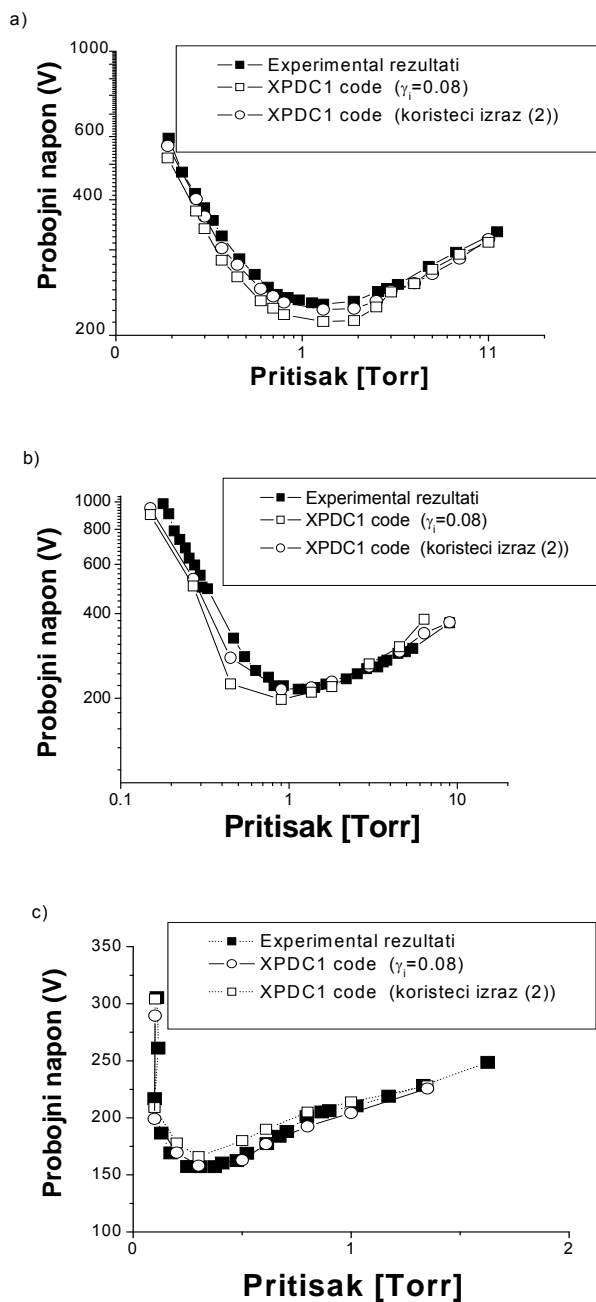 a)
Experimental rezultati
XPDC1 code (γi=0.08)
XPDC1 code (koristeci izraz (2))
Probojni napon (V)
1000
600
400
200
0
1
11
Pritisak [Torr]
b)
Experimental rezultati
XPDC1 code (γi=0.08)
XPDC1 code (koristeci izraz (2))
Probojni napon (V)
1000
800
600
400
200
0.1
1
10
Pritisak [Torr]
c)
Experimental rezultati
XPDC1 code (γi=0.08)
XPDC1 code (koristeci izraz (2))
Probojni napon (V)
350
300
250
200
150
100
0
1
2
Pritisak [Torr]